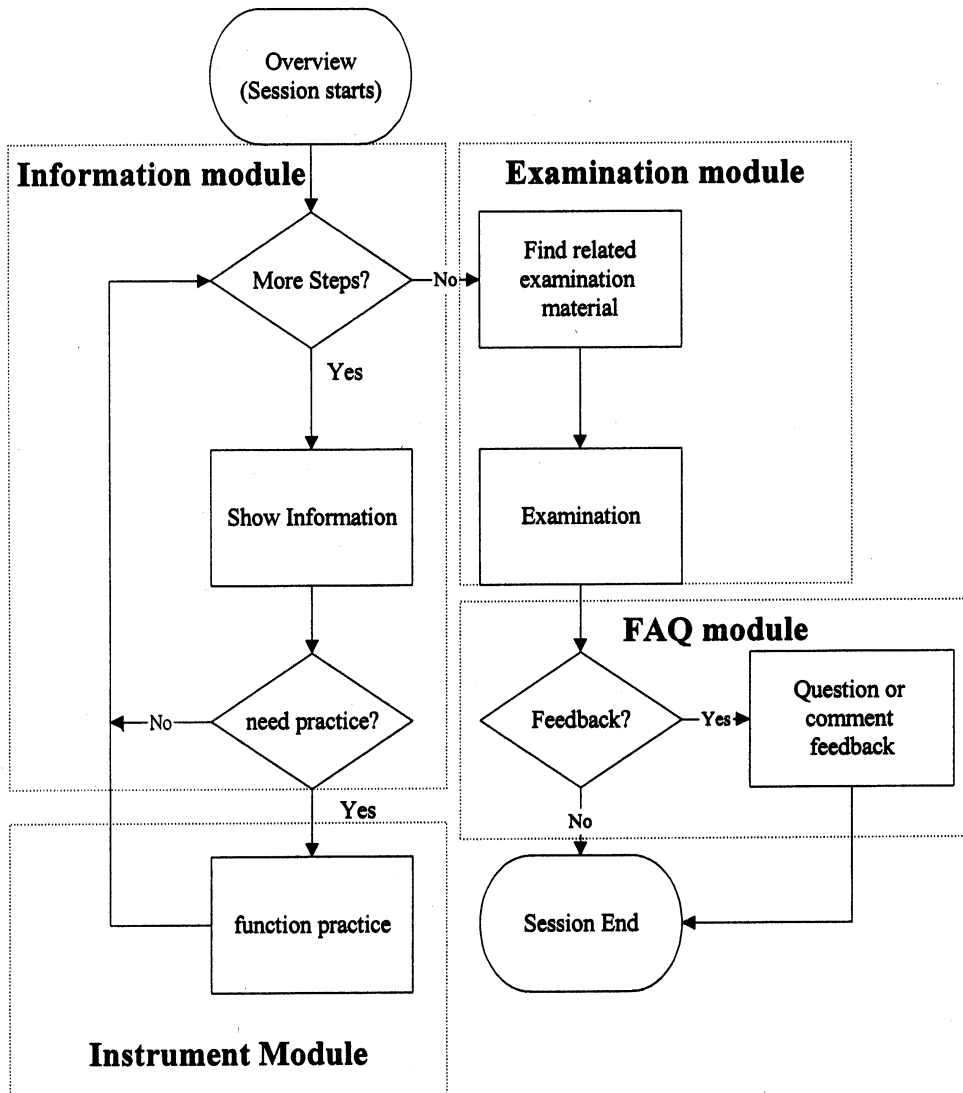 Overview
(Session starts)
Information module
Examination module
More Steps?
No
Find related
examination
material
Yes
Show Information
Examination
FAQ module
need practice?
No
Feedback?
Yes
Question or
comment
feedback
Yes
No
function practice
Session End
Instrument Module